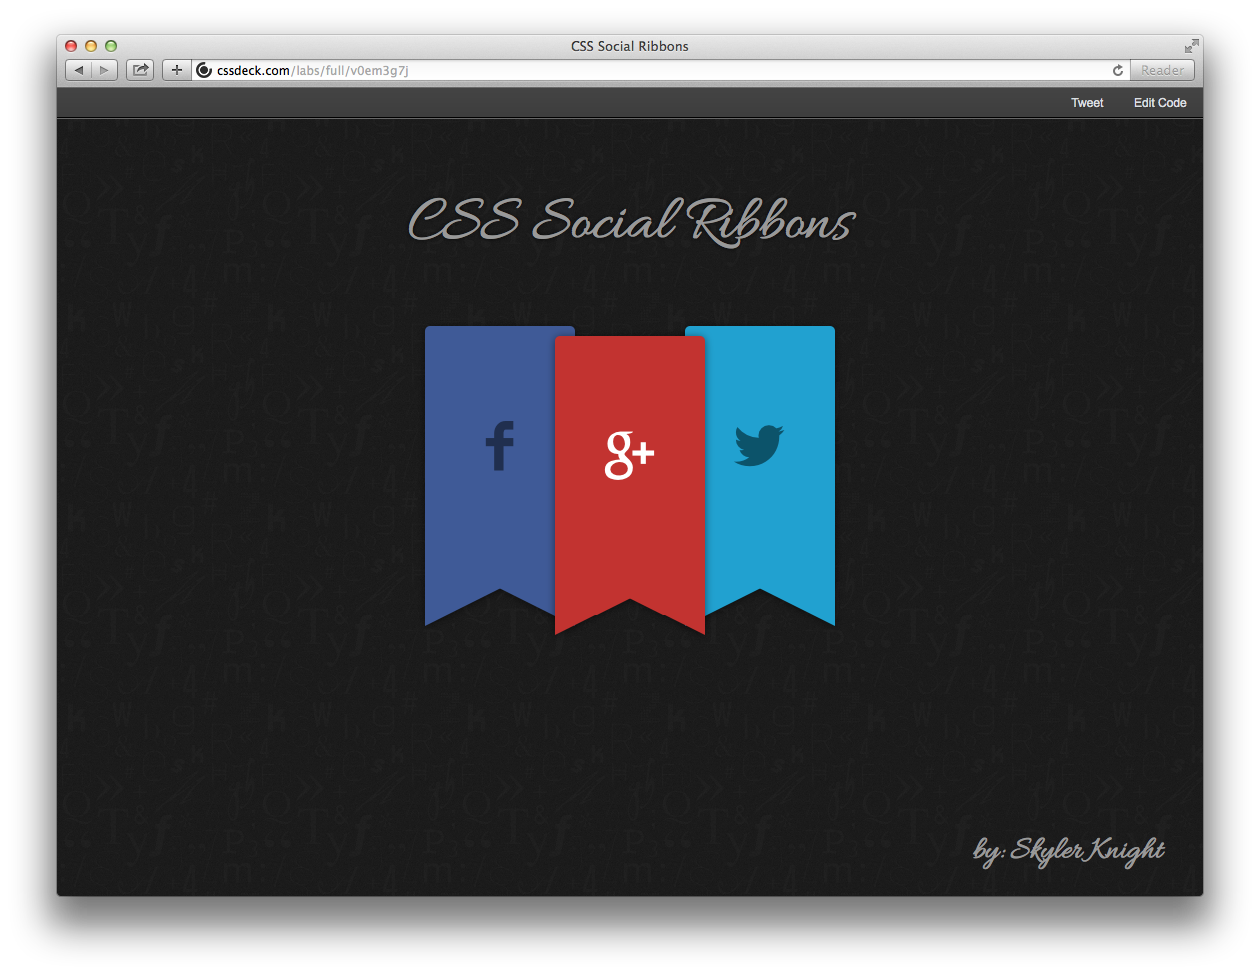 CSS Social Ribbons
cssdeck.com/labs/full/v0em3g7j
Reader
Tweet
Edit Code
CSS Social Ribbons
f
g+
by: Skyler Knight